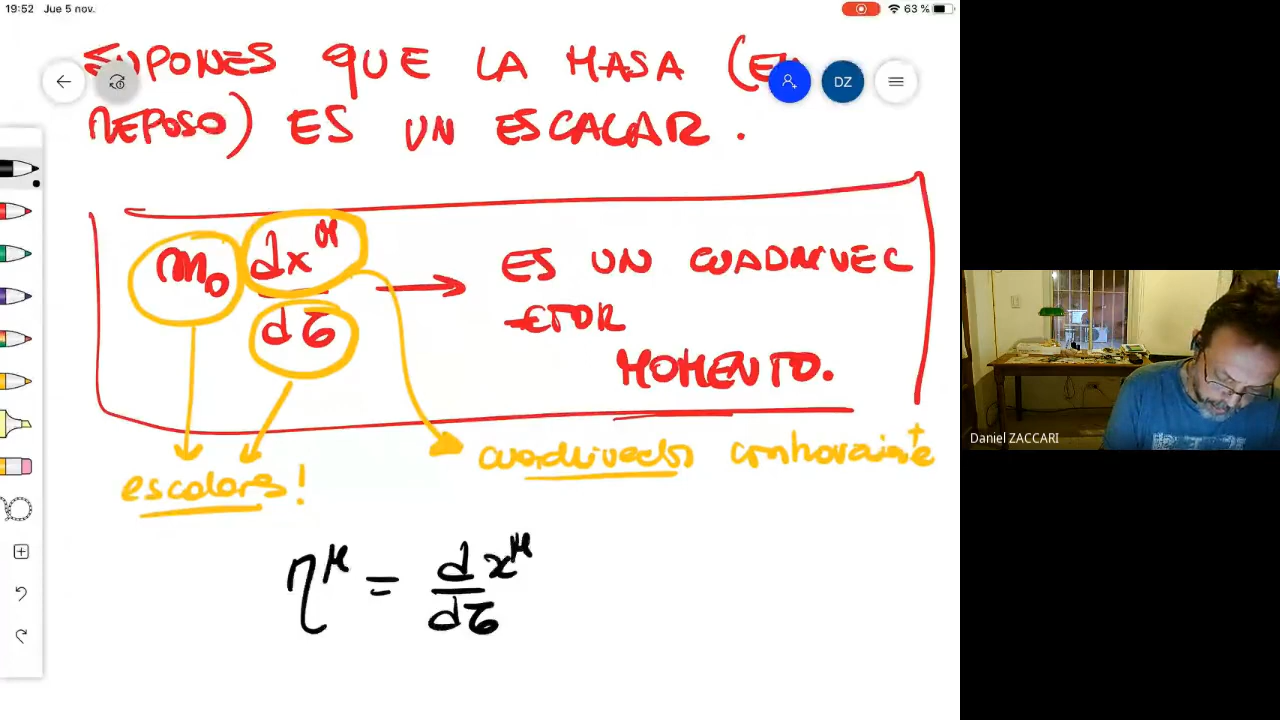 19:52 Jue 5 nov. 63 %
SUPONES QUE LA MASA (EN
REPOSO) ES UN ESCALAR.
DZ
m₀ dx^μ / dτ → ES UN CUADRIVEC
-TOR
MOMENTO.
cuadrivector contravariante
escalares!
η^μ = dx^μ / dτ
Daniel ZACCARI